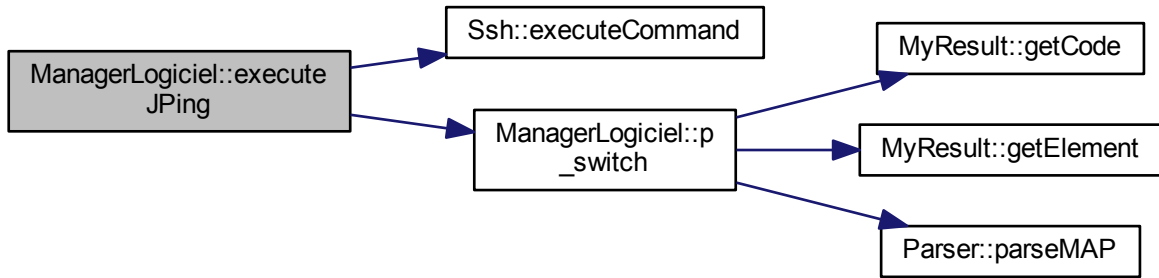 ManagerLogiciel::execute
JPing
Ssh::executeCommand
ManagerLogiciel::p
_switch
MyResult::getCode
MyResult::getElement
Parser::parseMAP